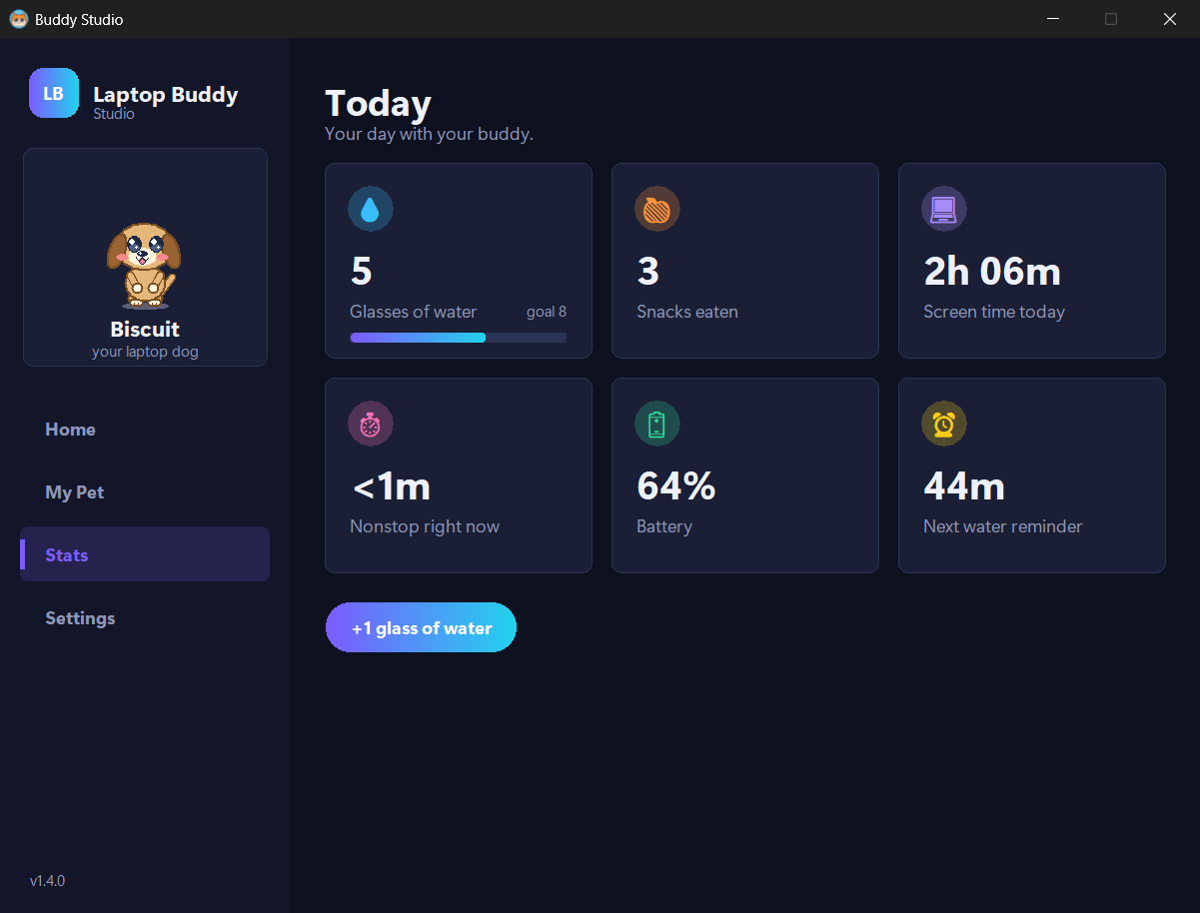 Buddy Studio
LB
Laptop Buddy
Studio
Biscuit
your laptop dog
Home
My Pet
Stats
Settings
v1.4.0
Today
Your day with your buddy.
5
Glasses of water
goal 8
3
Snacks eaten
2h 06m
Screen time today
<1m
Nonstop right now
64%
Battery
44m
Next water reminder
+1 glass of water